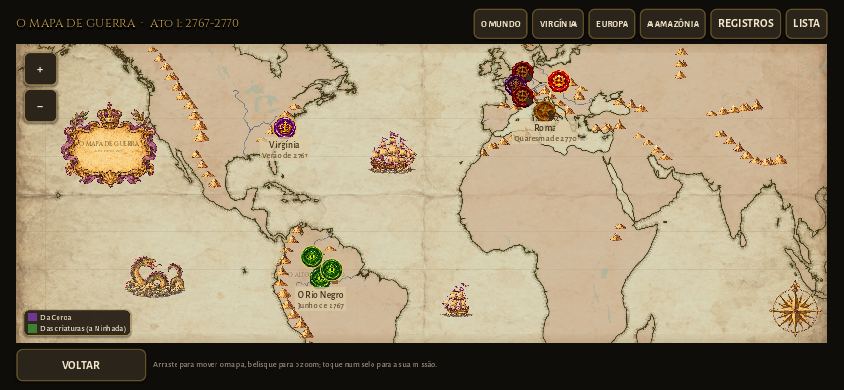 O MAPA DE GUERRA · ATO I: 2767-2770
O MUNDO
VIRGÍNIA
EUROPA
A AMAZÔNIA
REGISTROS
LISTA
+
−
O MAPA DE GUERRA
Virgínia
Verão de 2767
Roma
Quaresma de 2770
O Rio Negro
Junho de 2767
Da Coroa
Das criaturas (a Ninhada)
VOLTAR
Arraste para mover o mapa, belisque para o zoom; toque num selo para a sua missão.